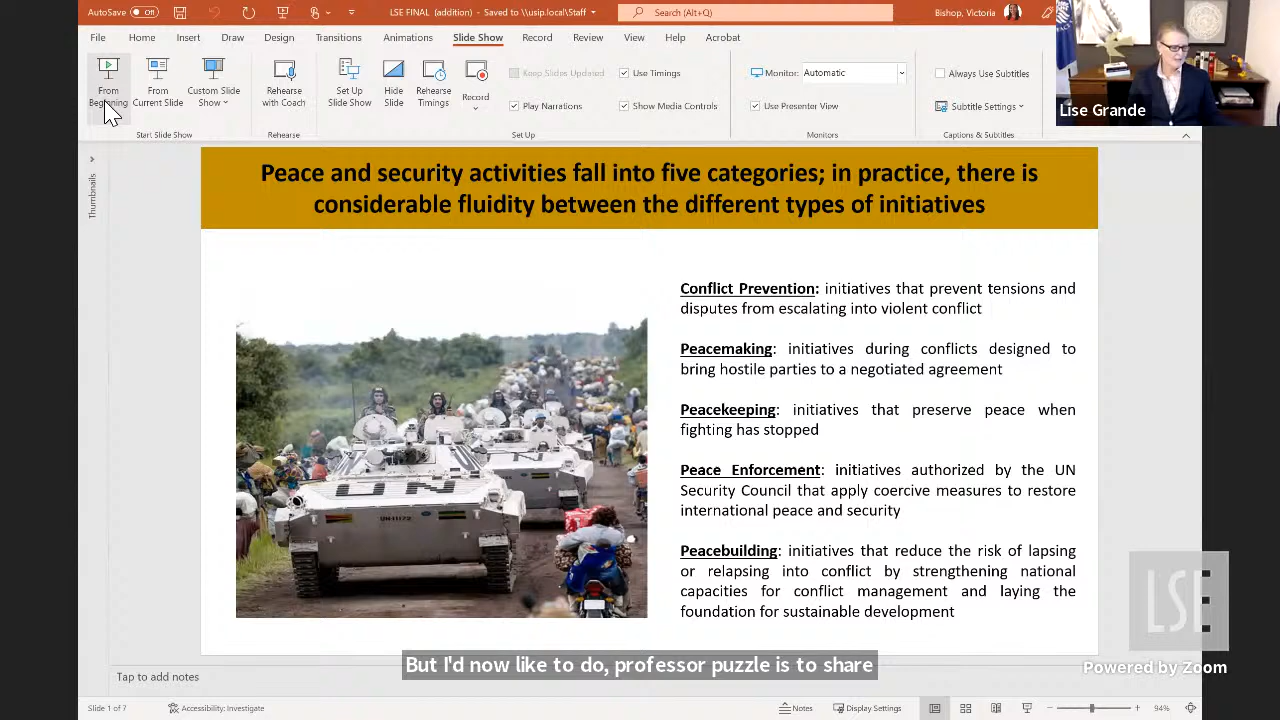 AutoSave
Off
LSE FINAL (addition) - Saved to \\usip.local\Staff
Search (Alt+Q)
Bishop, Victoria
File
Home
Insert
Draw
Design
Transitions
Animations
Slide Show
Record
Review
View
Help
Acrobat
From
Beginning
From
Current Slide
Custom Slide
Show
Rehearse
with Coach
Set Up
Slide Show
Hide
Slide
Rehearse
Timings
Record
Keep Slides Updated
Play Narrations
Use Timings
Show Media Controls
Monitor:
Automatic
Use Presenter View
Always Use Subtitles
Subtitle Settings
Start Slide Show
Rehearse
Set Up
Monitors
Captions & Subtitles
Lise Grande
Thumbnails
Peace and security activities fall into five categories; in practice, there is
considerable fluidity between the different types of initiatives
Conflict Prevention: initiatives that prevent tensions and
disputes from escalating into violent conflict
Peacemaking: initiatives during conflicts designed to
bring hostile parties to a negotiated agreement
Peacekeeping: initiatives that preserve peace when
fighting has stopped
Peace Enforcement: initiatives authorized by the UN
Security Council that apply coercive measures to restore
international peace and security
Peacebuilding: initiatives that reduce the risk of lapsing
or relapsing into conflict by strengthening national
capacities for conflict management and laying the
foundation for sustainable development
LSE
Powered by Zoom
But I'd now like to do, professor puzzle is to share
Tap to add notes
Slide 1 of 7
Accessibility: Investigate
Notes
Display Settings
94%